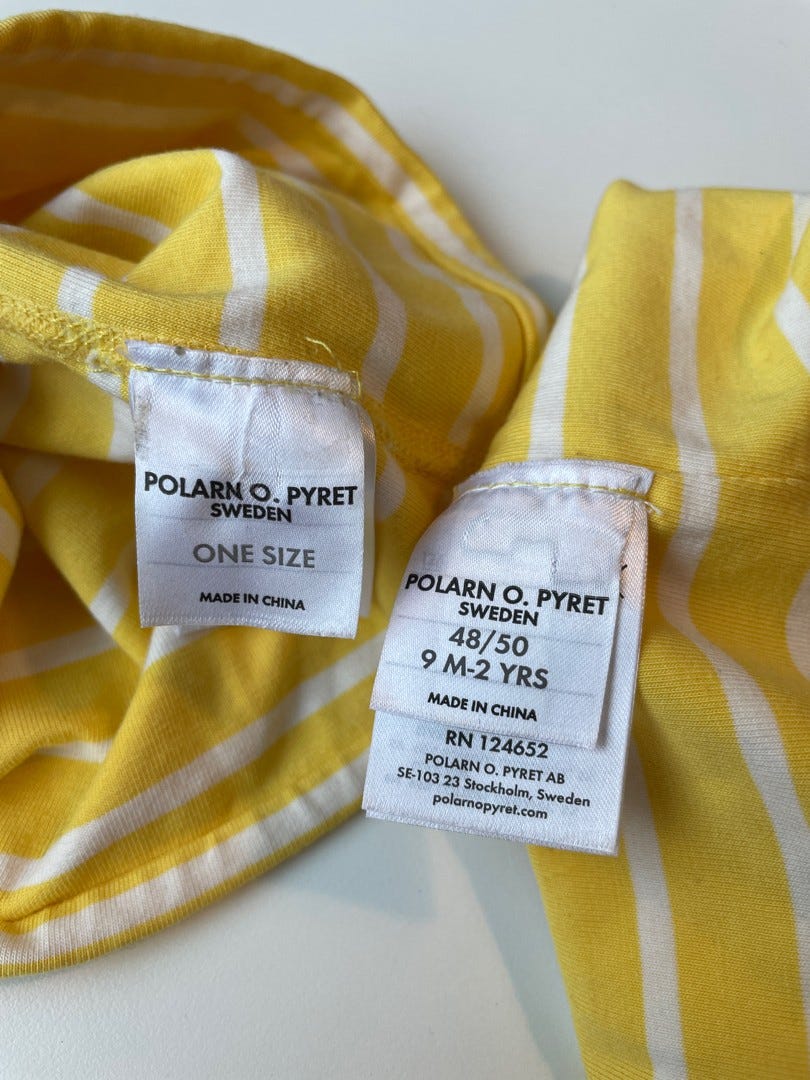 POLARN O. PYRET
SWEDEN
ONE SIZE
MADE IN CHINA
POLARN O. PYRET
SWEDEN
48/50
9 M-2 YRS
MADE IN CHINA
RN 124652
POLARN O. PYRET AB
SE-103 23 Stockholm, Sweden
polarnopyret.com